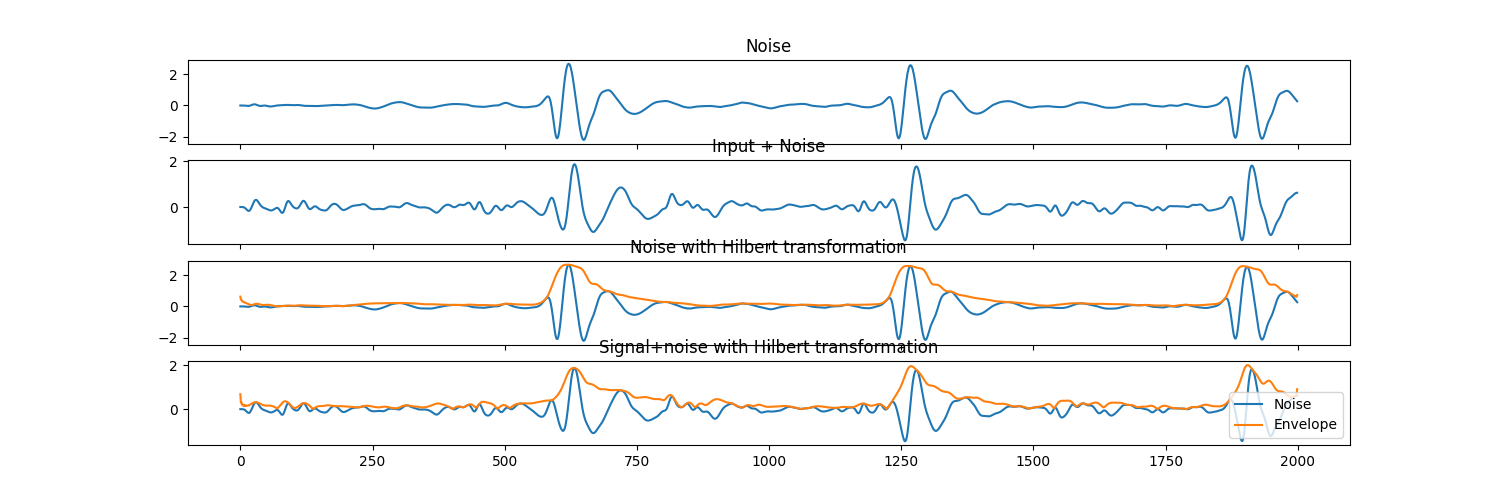 Noise
2
0
−2
Input + Noise
2
0
Noise with Hilbert transformation
2
0
−2
Signal+noise with Hilbert transformation
2
0
Noise
Envelope
0 250 500 750 1000 1250 1500 1750 2000